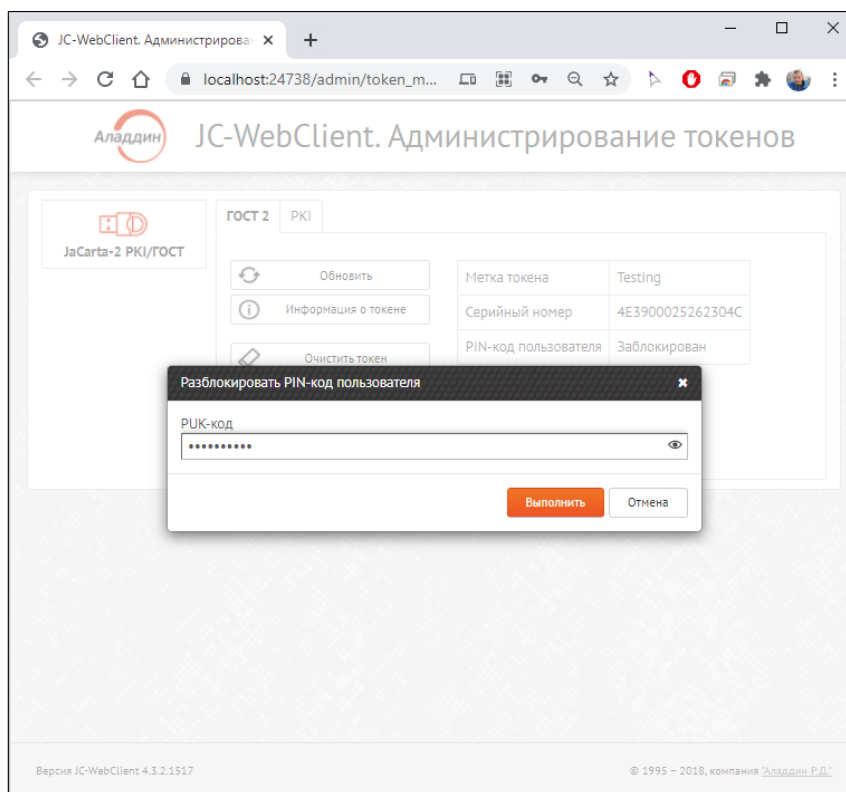 JC-WebClient. Администрирова
localhost:24738/admin/token_m...
Аладдин
JC-WebClient. Администрирование токенов
JaCarta-2 PKI/ГОСТ
ГОСТ 2 PKI
Обновить
Информация о токене
Очистить токен
Метка токена Testing
Серийный номер 4E3900025262304C
PIN-код пользователя Заблокирован
Разблокировать PIN-код пользователя
PUK-код
••••••••••
Выполнить Отмена
Версия JC-WebClient 4.3.2.1517
© 1995 – 2018, компания "Аладдин Р.Д."